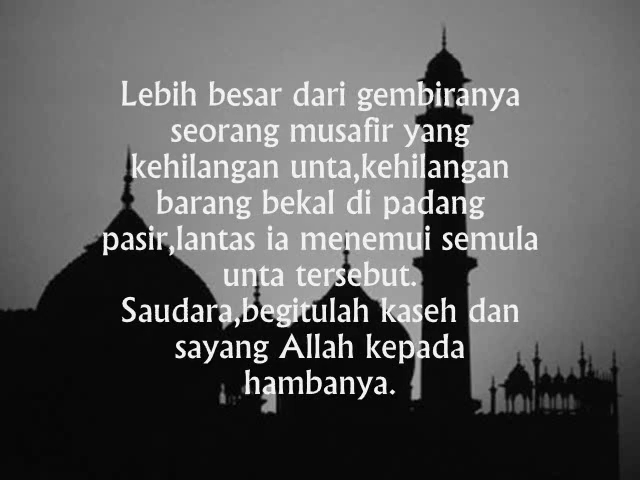 Lebih besar dari gembiranya
seorang musafir yang
kehilangan unta,kehilangan
barang bekal di padang
pasir,lantas ia menemui semula
unta tersebut.
Saudara,begitulah kaseh dan
sayang Allah kepada
hambanya.